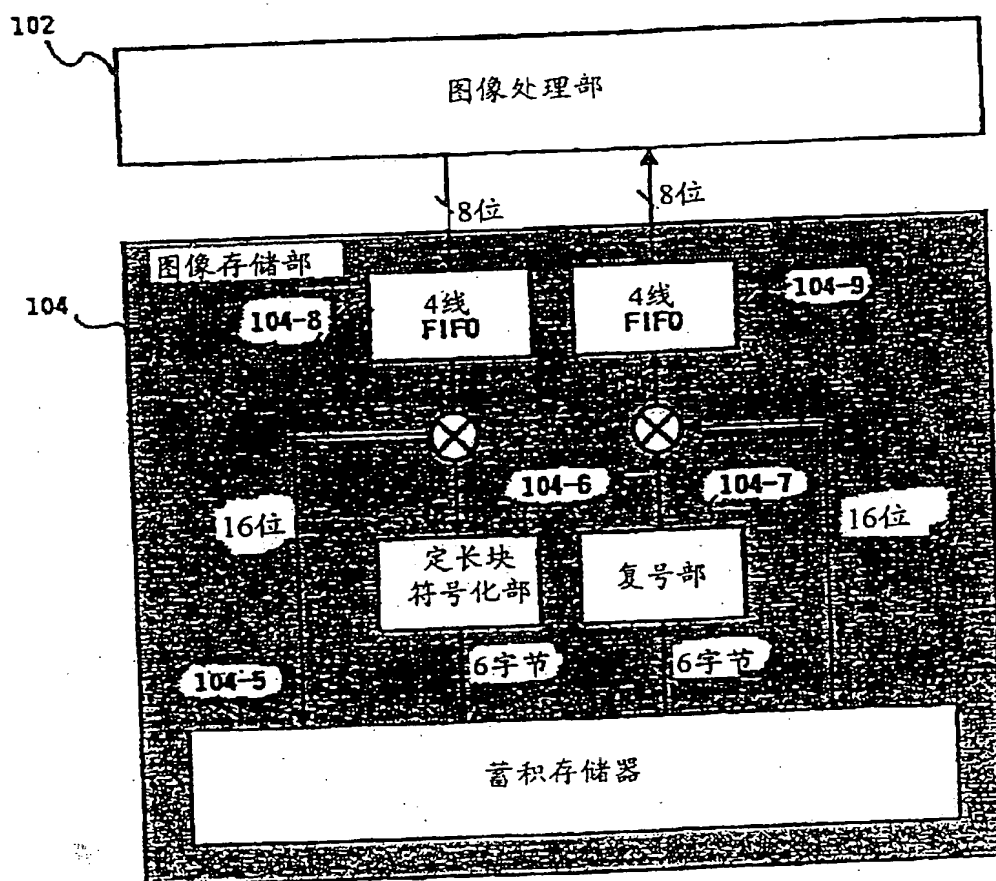 102
图像处理部
8位
8位
图像存储部
104
4线
FIFO
4线
FIFO
104-9
104-8
104-6
104-7
16位
16位
定长块
符号化部
复号部
6字节
6字节
104-5
蓄积存储器